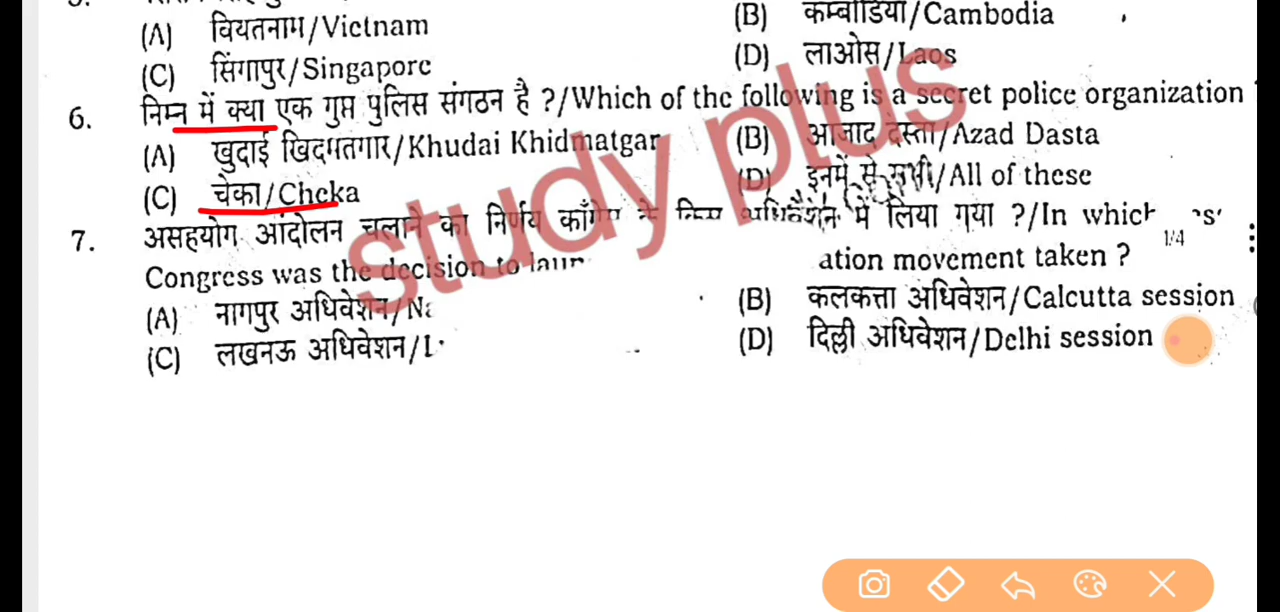 (A) वियतनाम/Vietnam (B) कम्बोडिया/Cambodia
(C) सिंगापुर/Singapore (D) लाओस/Laos
6. निम्न में क्या एक गुप्त पुलिस संगठन है ?/Which of the following is a secret police organization
(A) खुदाई खिदमतगार/Khudai Khidmatgar (B) आजाद दस्ता/Azad Dasta
(C) चेका/Cheka (D) इनमें से सभी/All of these
7. असहयोग आंदोलन चलाने का निर्णय काँग्रेस के किस अधिवेशन में लिया गया ?/In which
1/4
Congress was the decision to ation movement taken ?
(A) नागपुर अधिवेशन/ (B) कलकत्ता अधिवेशन/Calcutta session
(C) लखनऊ अधिवेशन/ (D) दिल्ली अधिवेशन/Delhi session
study plus